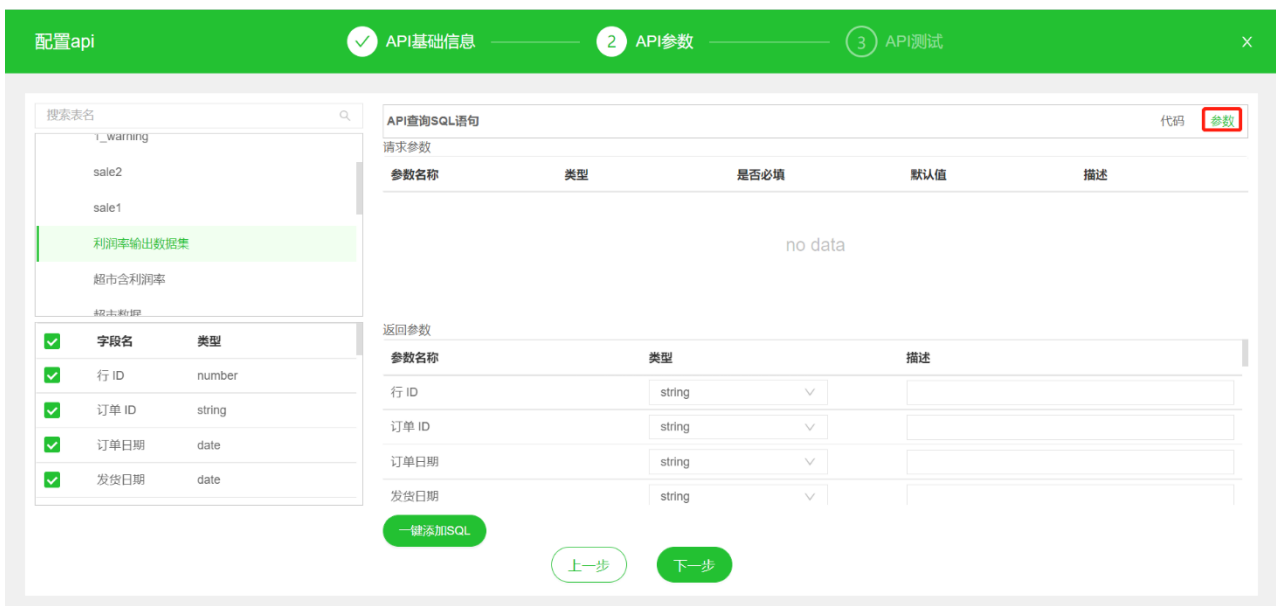 配置api
API基础信息
2 API参数
3 API测试
X
搜索表名
1_warning
sale2
sale1
利润率输出数据集
超市含利润率
超市数据
字段名 类型
行 ID number
订单 ID string
订单日期 date
发货日期 date
API查询SQL语句 代码 参数
请求参数
参数名称 类型 是否必填 默认值 描述
no data
返回参数
参数名称 类型 描述
行 ID string
订单 ID string
订单日期 string
发货日期 string
一键添加SQL
上一步 下一步